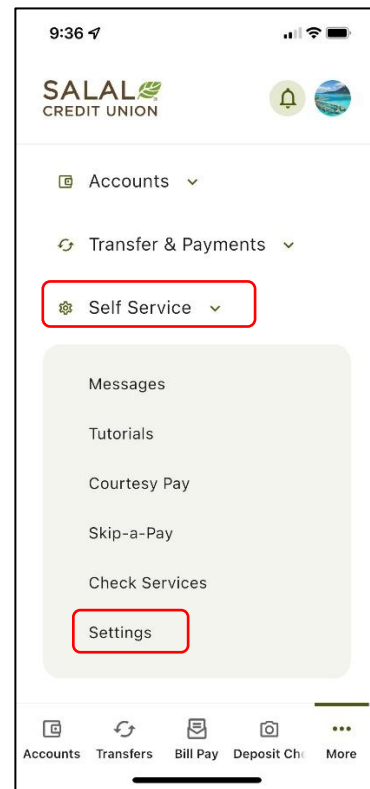 9:36
SALAL
CREDIT UNION
Accounts
Transfer & Payments
Self Service
Messages
Tutorials
Courtesy Pay
Skip-a-Pay
Check Services
Settings
Accounts Transfers Bill Pay Deposit Che More